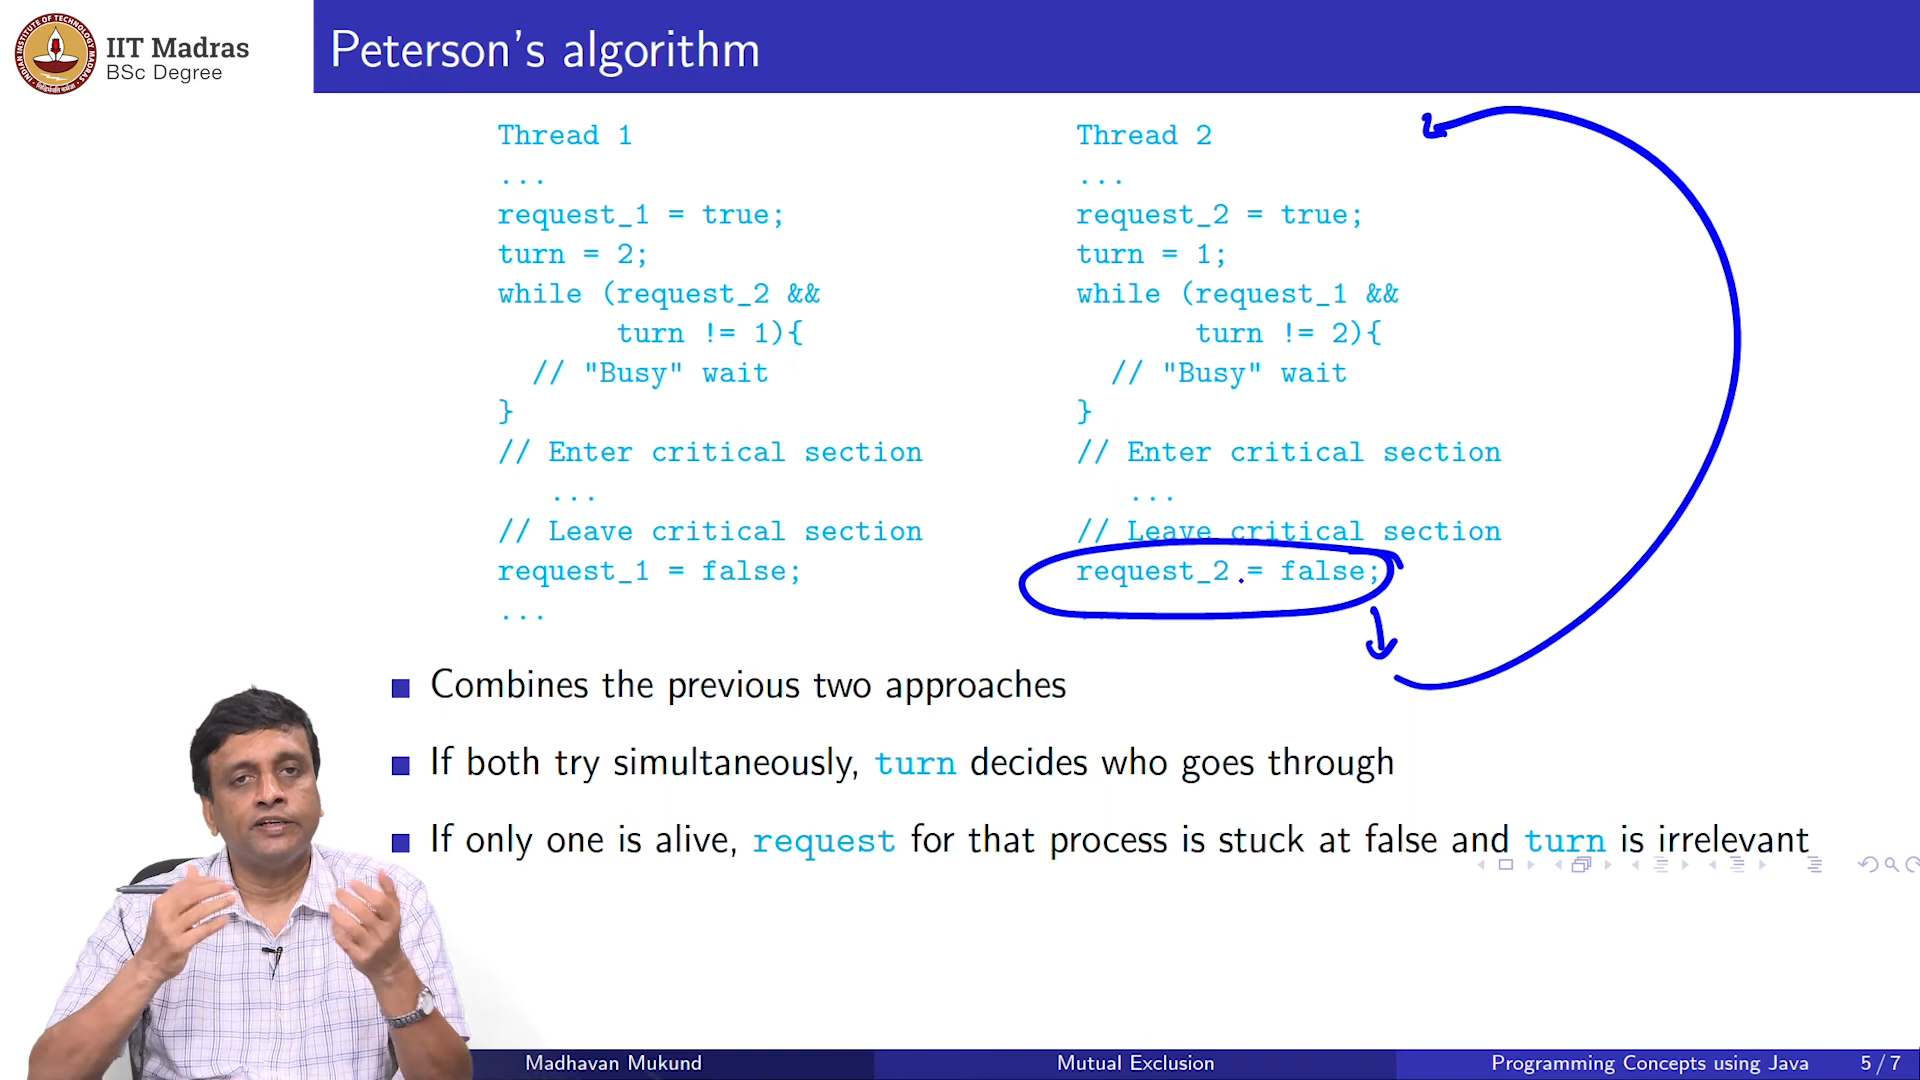 IIT Madras
BSc Degree
Peterson's algorithm
Thread 1
...
request_1 = true;
turn = 2;
while (request_2 &&
turn != 1){
// "Busy" wait
}
// Enter critical section
...
// Leave critical section
request_1 = false;
...
Thread 2
...
request_2 = true;
turn = 1;
while (request_1 &&
turn != 2){
// "Busy" wait
}
// Enter critical section
...
// Leave critical section
request_2 = false;
Combines the previous two approaches
If both try simultaneously, turn decides who goes through
If only one is alive, request for that process is stuck at false and turn is irrelevant
Madhavan Mukund
Mutual Exclusion
Programming Concepts using Java
5 / 7